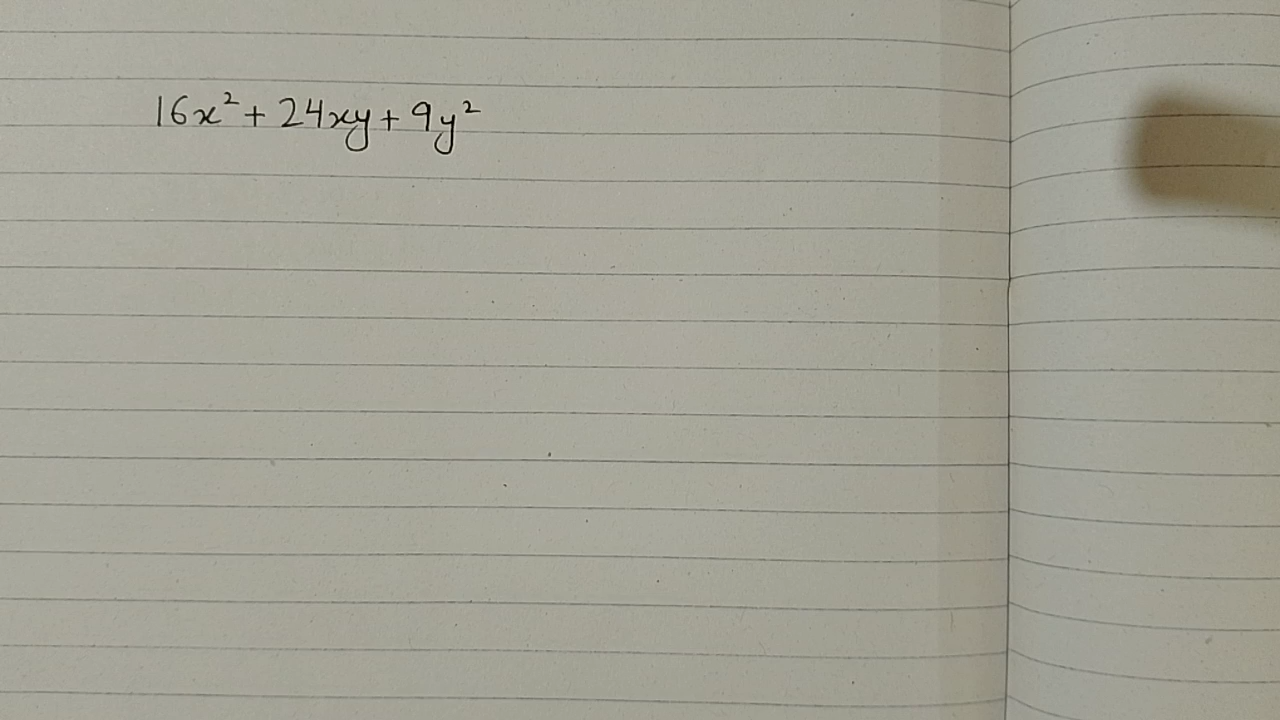 16x² + 24xy + 9y²